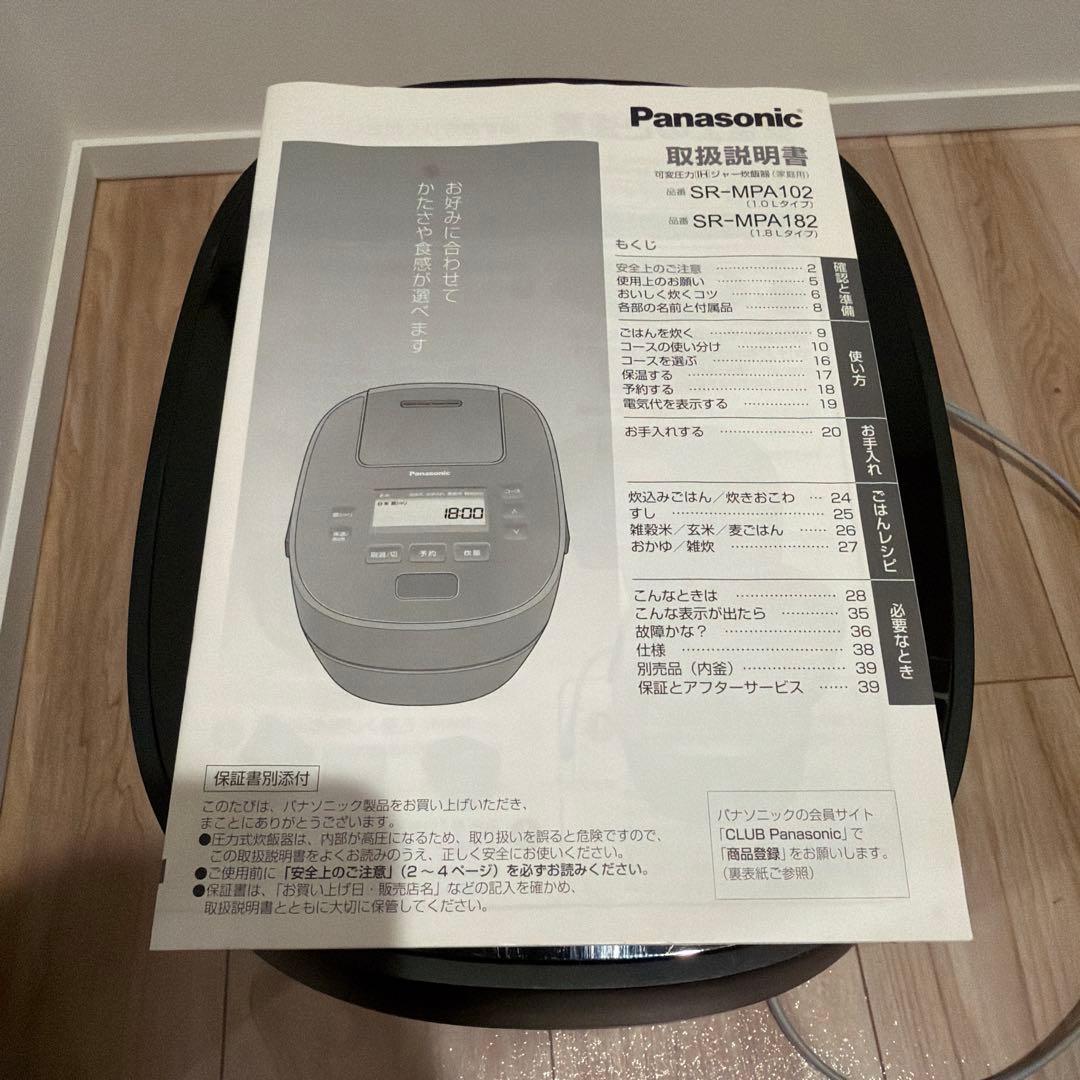 Panasonic
取扱説明書
可変圧力IHジャー炊飯器(家庭用)
品番 SR-MPA102
(1.0Lタイプ)
品番 SR-MPA182
(1.8Lタイプ)
お好みに合わせて
かたさや食感が選べます
もくじ
確認と準備
安全上のご注意 ……………… 2
使用上のお願い ……………… 5
おいしく炊くコツ …………… 6
各部の名前と付属品 ………… 8
使い方
ごはんを炊く ………………… 9
コースの使い分け …………… 10
コースを選ぶ ………………… 16
保温する ……………………… 17
予約する ……………………… 18
電気代を表示する …………… 19
お手入れ
お手入れする ………………… 20
ごはんレシピ
炊込みごはん/炊きおこわ … 24
すし …………………………… 25
雑穀米/玄米/麦ごはん …… 26
おかゆ/雑炊 ………………… 27
必要なとき
こんなときは ………………… 28
こんな表示が出たら ………… 35
故障かな? …………………… 36
仕様 …………………………… 38
別売品(内釜) ……………… 39
保証とアフターサービス …… 39
Panasonic
コース
18:00
保温
取消/切
予約
炊飯
保証書別添付
このたびは、パナソニック製品をお買い上げいただき、
まことにありがとうございます。
●圧力式炊飯器は、内部が高圧になるため、取り扱いを誤ると危険ですので、
この取扱説明書をよくお読みのうえ、正しく安全にお使いください。
●ご使用前に「安全上のご注意」(2~4ページ)を必ずお読みください。
●保証書は、「お買い上げ日・販売店名」などの記入を確かめ、
取扱説明書とともに大切に保管してください。
パナソニックの会員サイト
「CLUB Panasonic」で
「商品登録」をお願いします。
(裏表紙ご参照)